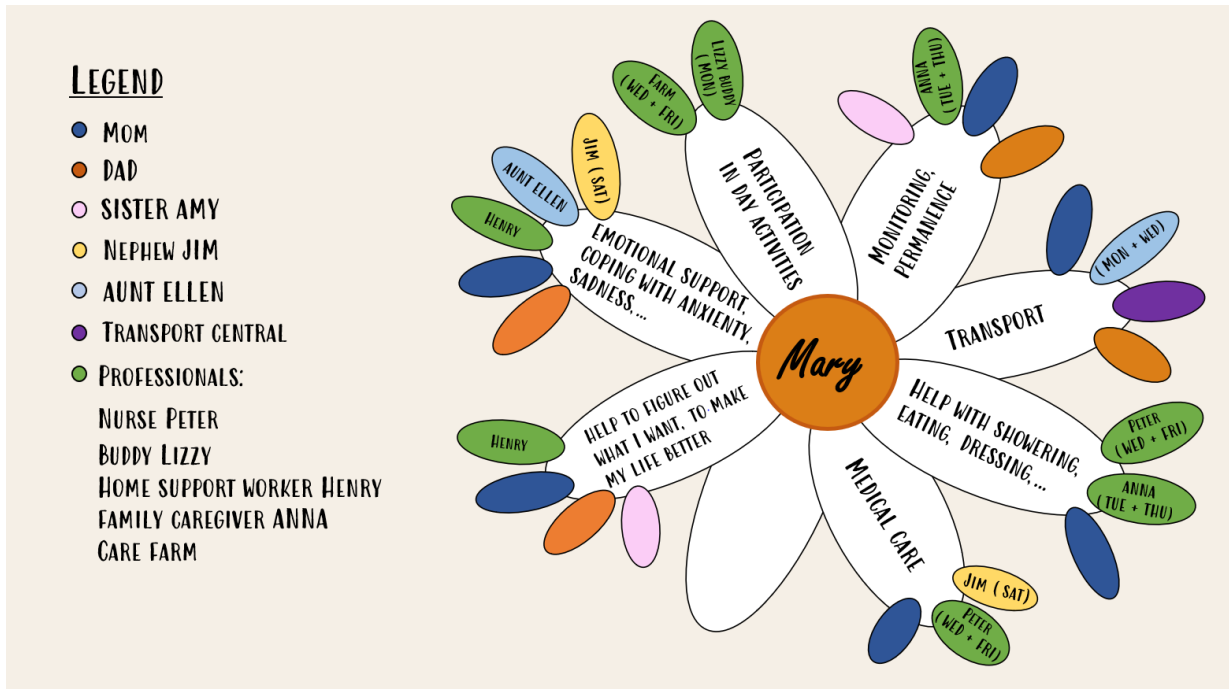 LEGEND
MOM
DAD
SISTER AMY
NEPHEW JIM
AUNT ELLEN
TRANSPORT CENTRAL
PROFESSIONALS:
NURSE PETER
BUDDY LIZZY
HOME SUPPORT WORKER HENRY
FAMILY CAREGIVER ANNA
CARE FARM
Mary
PARTICIPATION
IN DAY ACTIVITIES
FARM
(WED + FRI)
LIZZY BUDDY
(MON)
MONITORING,
PERMANENCE
ANNA
(TUE + THU)
TRANSPORT
(MON + WED)
HELP WITH SHOWERING,
EATING, DRESSING,...
PETER
(WED + FRI)
ANNA
(TUE + THU)
MEDICAL CARE
JIM (SAT)
PETER
(WED + FRI)
HELP TO FIGURE OUT
WHAT I WANT, TO MAKE
MY LIFE BETTER
HENRY
EMOTIONAL SUPPORT,
COPING WITH ANXIENTY,
SADNESS,...
HENRY
AUNT ELLEN
JIM (SAT)